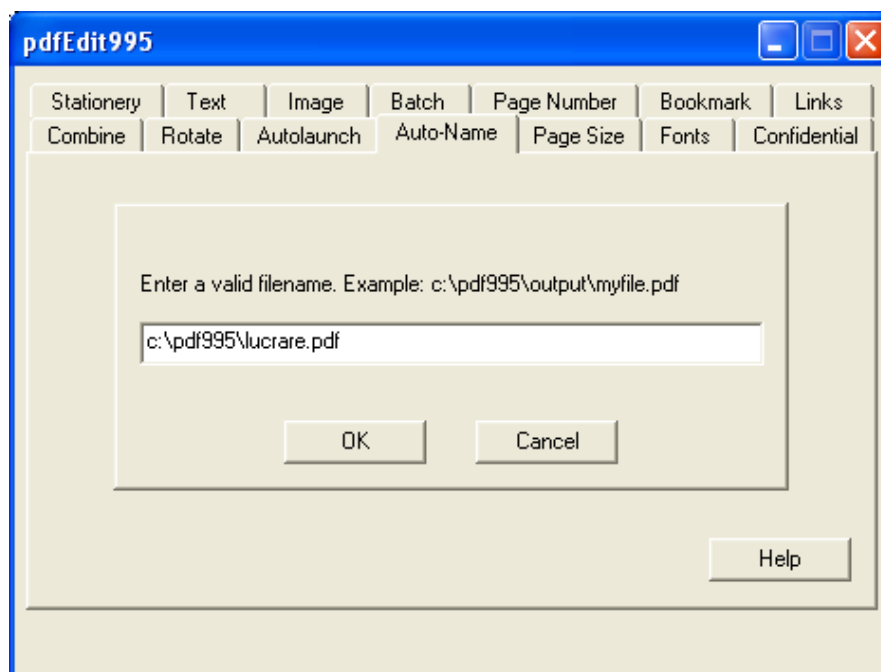 pdfEdit995
Stationery Text Image Batch Page Number Bookmark Links
Combine Rotate Autolaunch Auto-Name Page Size Fonts Confidential
Enter a valid filename. Example: c:\pdf995\output\myfile.pdf
c:\pdf995\lucrare.pdf
OK Cancel
Help